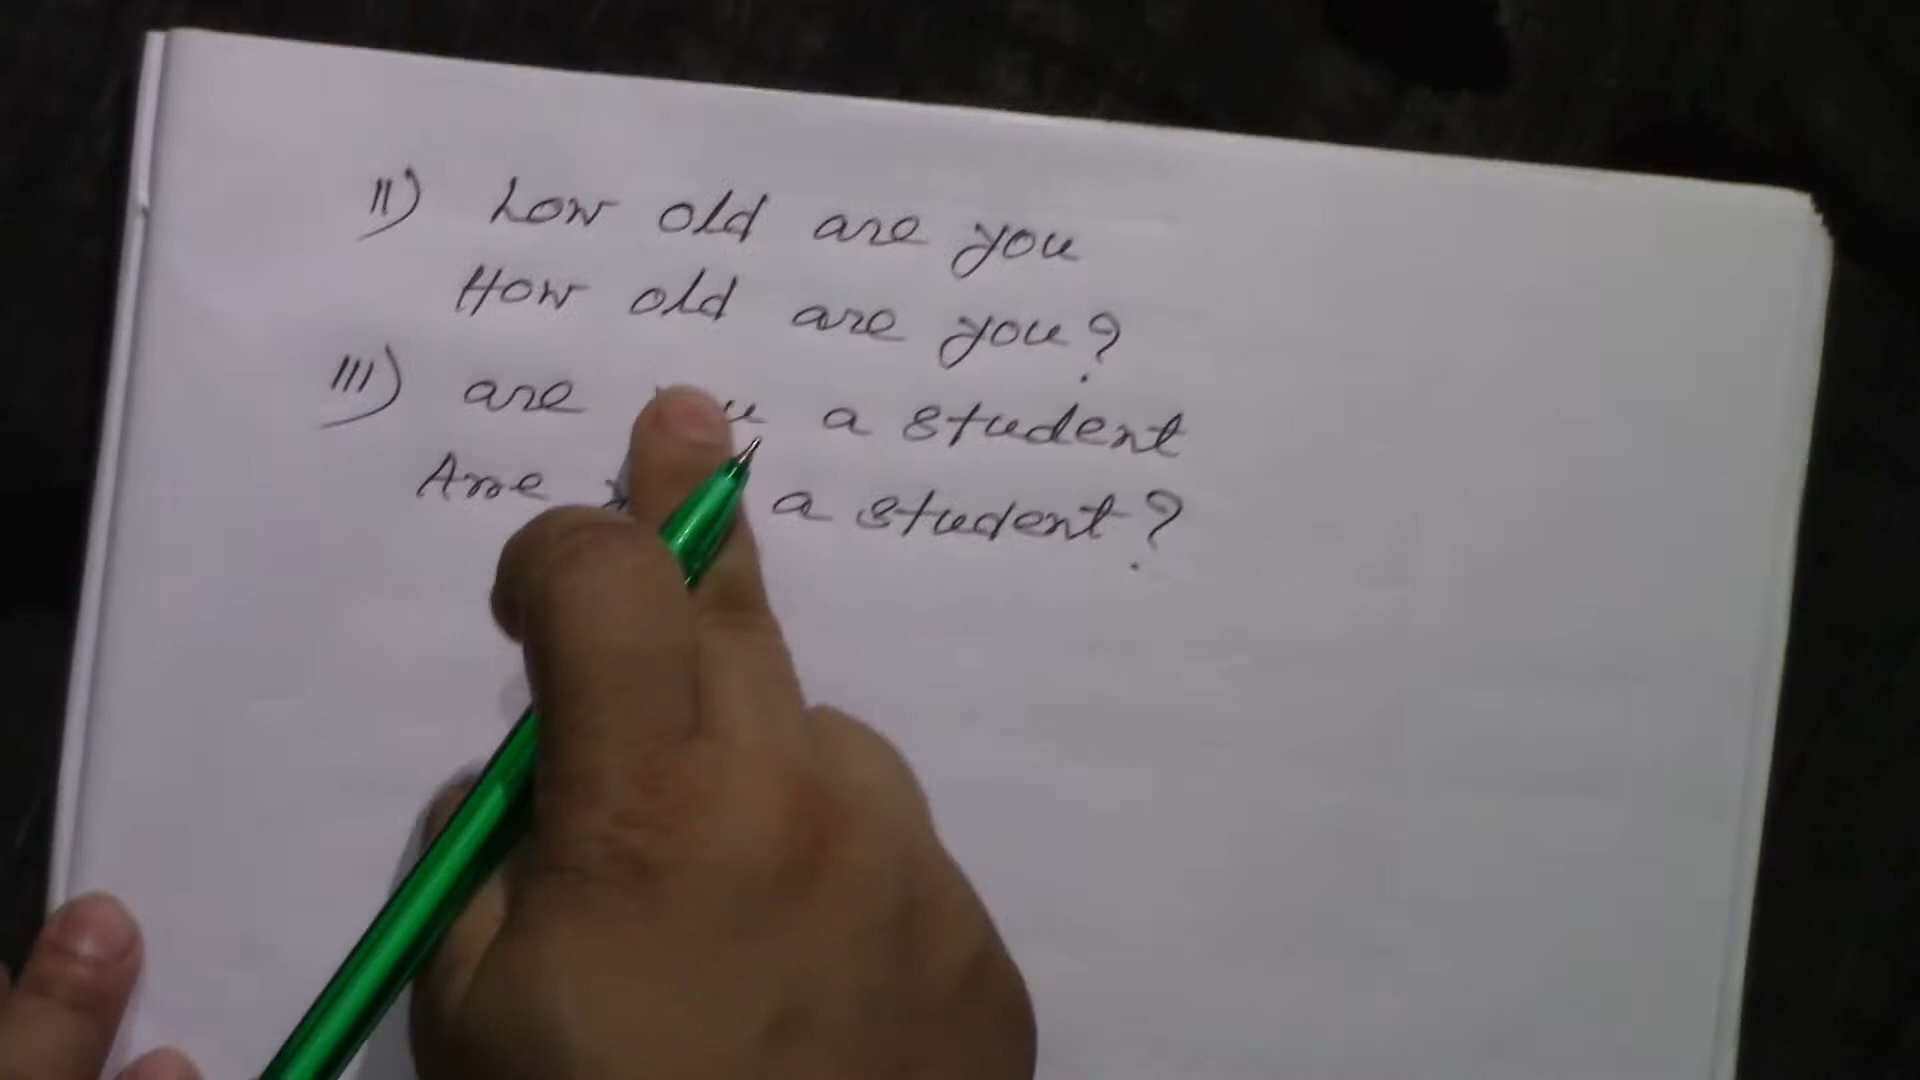 II) how old are you
How old are you?
III) are a student
Are a student?